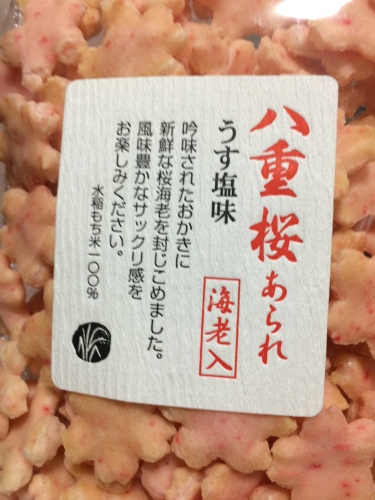 八重桜あられ
海老入
うす塩味
吟味されたおかきに
新鮮な桜海老を封じこめました。
風味豊かなサックリ感を
お楽しみください。
水稲もち米一〇〇%